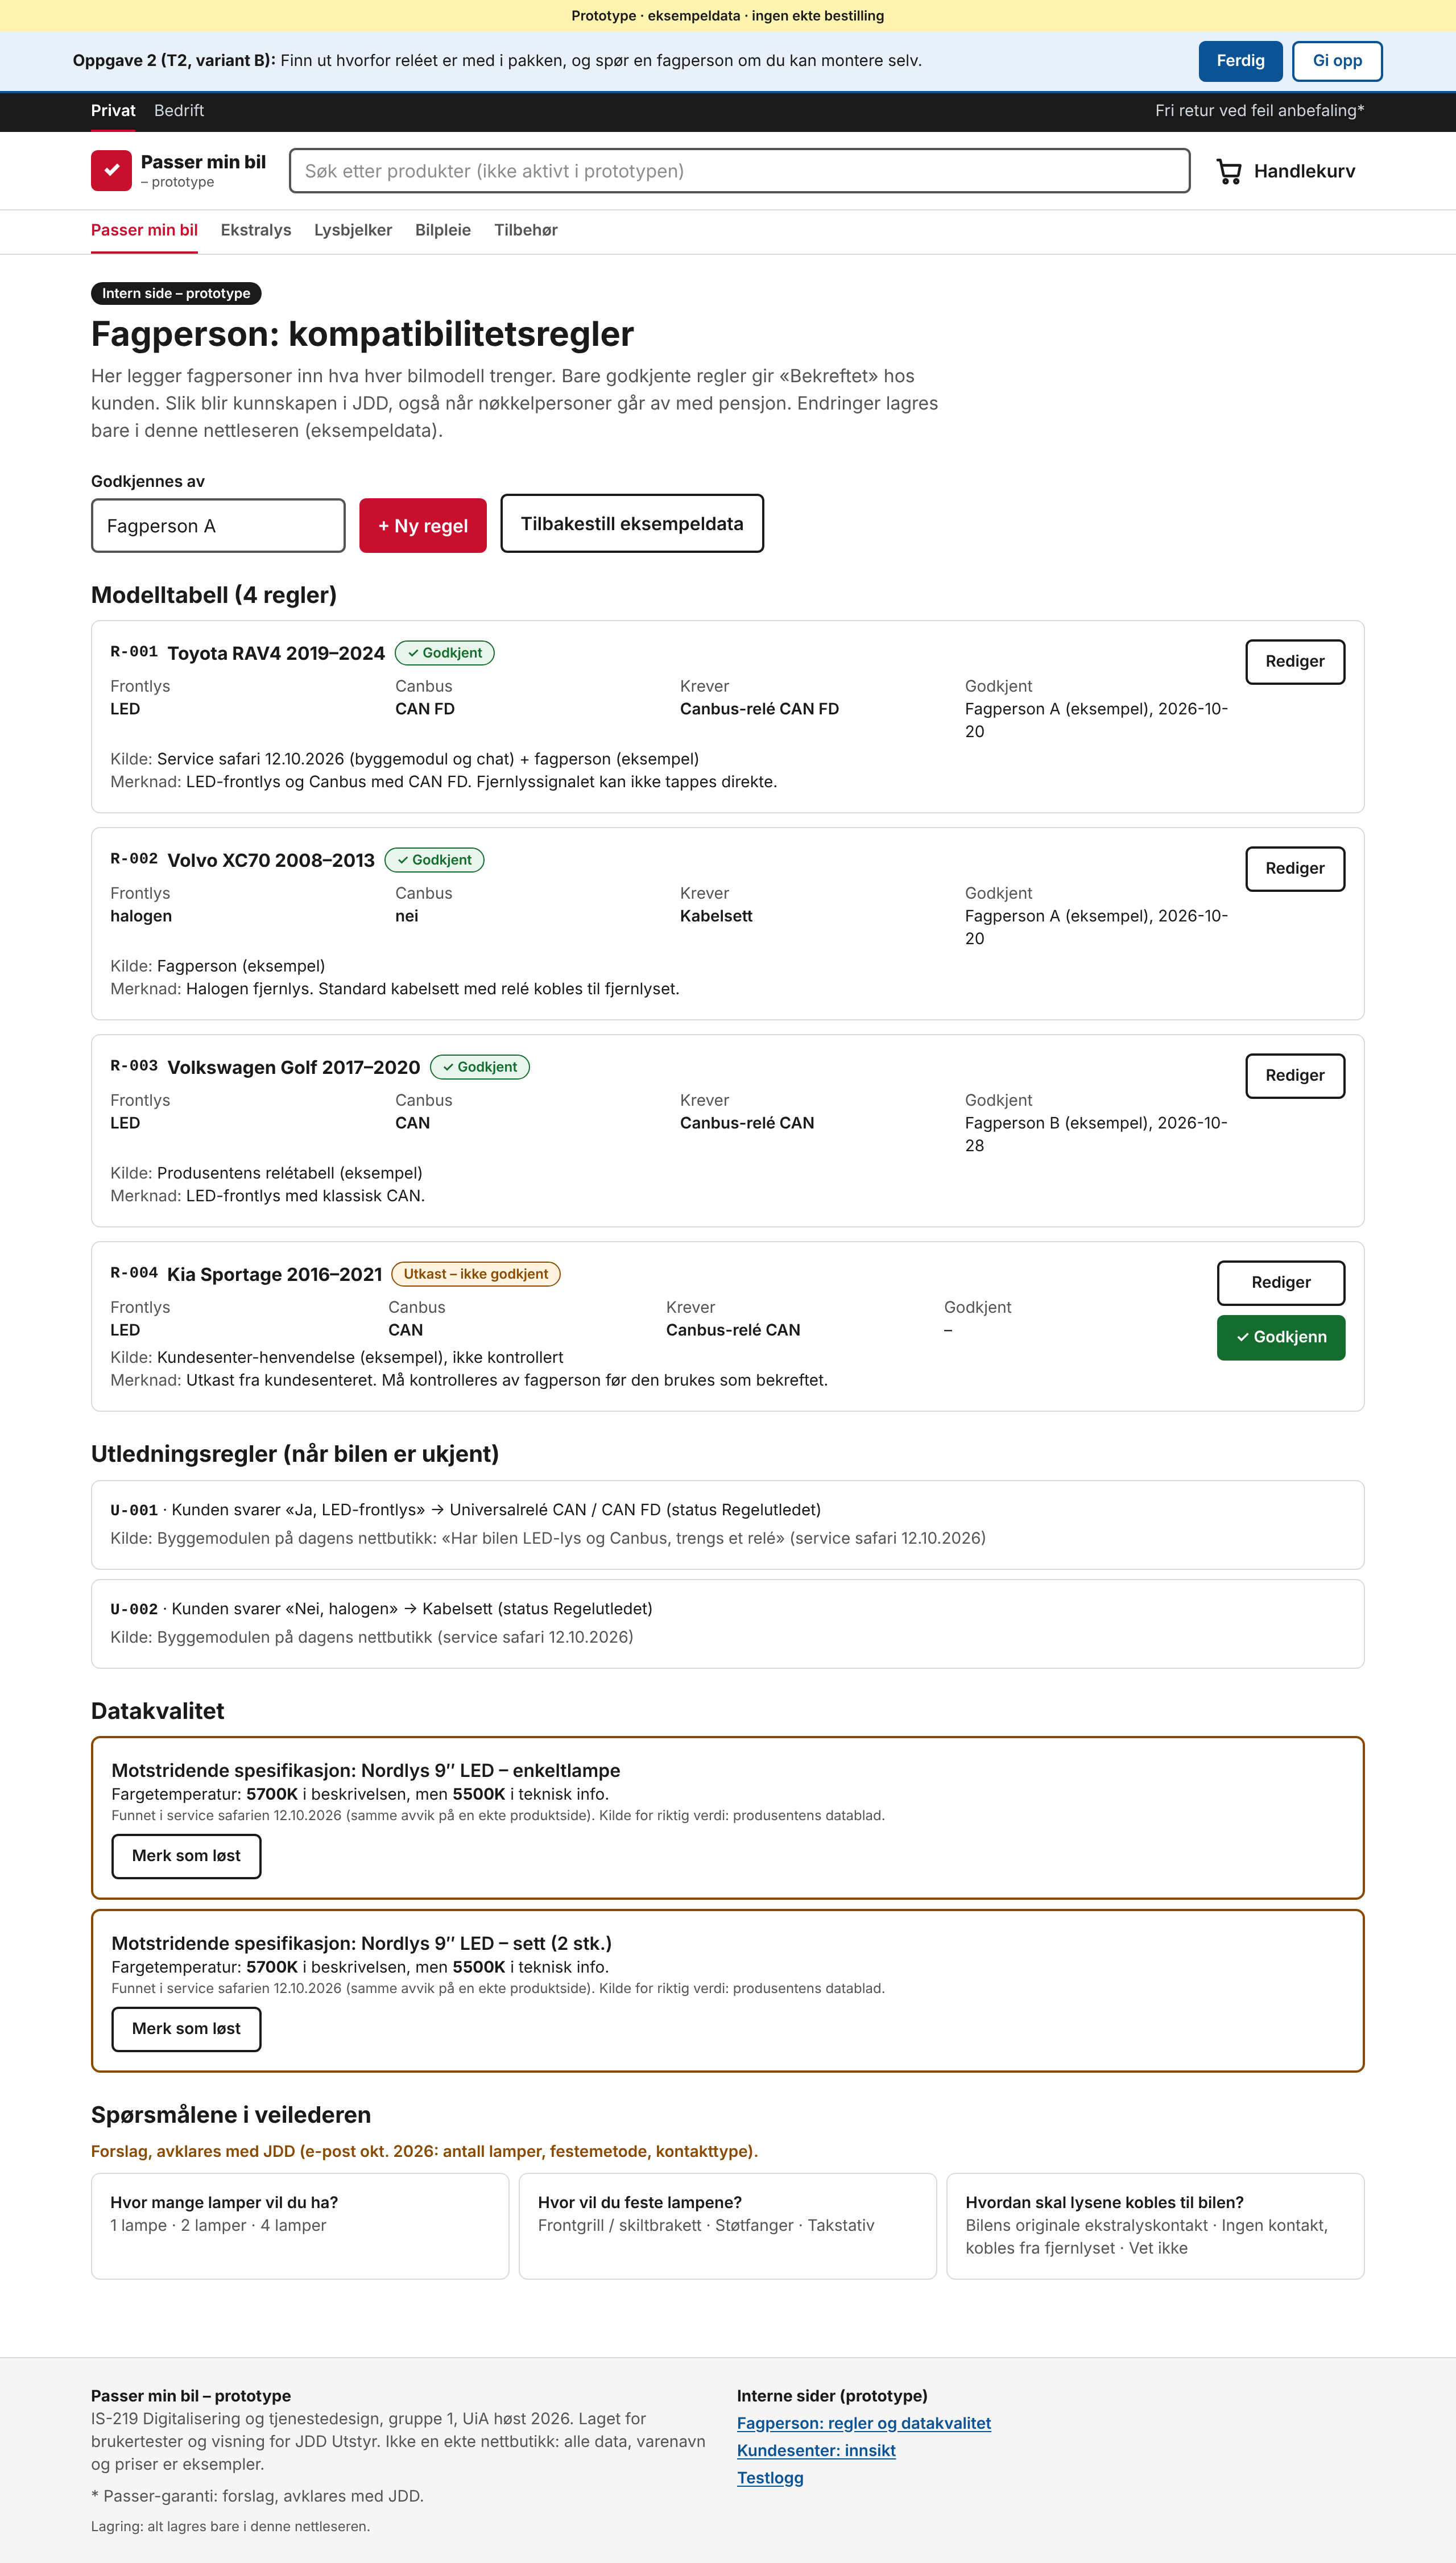 Prototype · eksempeldata · ingen ekte bestilling
Oppgave 2 (T2, variant B): Finn ut hvorfor reléet er med i pakken, og spør en fagperson om du kan montere selv.
Ferdig
Gi opp
Privat
Bedrift
Fri retur ved feil anbefaling*
Passer min bil
– prototype
Søk etter produkter (ikke aktivt i prototypen)
Handlekurv
Passer min bil
Ekstralys
Lysbjelker
Bilpleie
Tilbehør
Intern side – prototype
Fagperson: kompatibilitetsregler
Her legger fagpersoner inn hva hver bilmodell trenger. Bare godkjente regler gir «Bekreftet» hos
kunden. Slik blir kunnskapen i JDD, også når nøkkelpersoner går av med pensjon. Endringer lagres
bare i denne nettleseren (eksempeldata).
Godkjennes av
Fagperson A
+ Ny regel
Tilbakestill eksempeldata
Modelltabell (4 regler)
R-001 Toyota RAV4 2019–2024 ✓ Godkjent
Rediger
Frontlys
LED
Canbus
CAN FD
Krever
Canbus-relé CAN FD
Godkjent
Fagperson A (eksempel), 2026-10-
20
Kilde: Service safari 12.10.2026 (byggemodul og chat) + fagperson (eksempel)
Merknad: LED-frontlys og Canbus med CAN FD. Fjernlyssignalet kan ikke tappes direkte.
R-002 Volvo XC70 2008–2013 ✓ Godkjent
Rediger
Frontlys
halogen
Canbus
nei
Krever
Kabelsett
Godkjent
Fagperson A (eksempel), 2026-10-
20
Kilde: Fagperson (eksempel)
Merknad: Halogen fjernlys. Standard kabelsett med relé kobles til fjernlyset.
R-003 Volkswagen Golf 2017–2020 ✓ Godkjent
Rediger
Frontlys
LED
Canbus
CAN
Krever
Canbus-relé CAN
Godkjent
Fagperson B (eksempel), 2026-10-
28
Kilde: Produsentens relétabell (eksempel)
Merknad: LED-frontlys med klassisk CAN.
R-004 Kia Sportage 2016–2021 Utkast – ikke godkjent
Rediger
✓ Godkjenn
Frontlys
LED
Canbus
CAN
Krever
Canbus-relé CAN
Godkjent
–
Kilde: Kundesenter-henvendelse (eksempel), ikke kontrollert
Merknad: Utkast fra kundesenteret. Må kontrolleres av fagperson før den brukes som bekreftet.
Utledningsregler (når bilen er ukjent)
U-001 · Kunden svarer «Ja, LED-frontlys» → Universalrelé CAN / CAN FD (status Regelutledet)
Kilde: Byggemodulen på dagens nettbutikk: «Har bilen LED-lys og Canbus, trengs et relé» (service safari 12.10.2026)
U-002 · Kunden svarer «Nei, halogen» → Kabelsett (status Regelutledet)
Kilde: Byggemodulen på dagens nettbutikk (service safari 12.10.2026)
Datakvalitet
Motstridende spesifikasjon: Nordlys 9″ LED – enkeltlampe
Fargetemperatur: 5700K i beskrivelsen, men 5500K i teknisk info.
Funnet i service safarien 12.10.2026 (samme avvik på en ekte produktside). Kilde for riktig verdi: produsentens datablad.
Merk som løst
Motstridende spesifikasjon: Nordlys 9″ LED – sett (2 stk.)
Fargetemperatur: 5700K i beskrivelsen, men 5500K i teknisk info.
Funnet i service safarien 12.10.2026 (samme avvik på en ekte produktside). Kilde for riktig verdi: produsentens datablad.
Merk som løst
Spørsmålene i veilederen
Forslag, avklares med JDD (e-post okt. 2026: antall lamper, festemetode, kontakttype).
Hvor mange lamper vil du ha?
1 lampe · 2 lamper · 4 lamper
Hvor vil du feste lampene?
Frontgrill / skiltbrakett · Støtfanger · Takstativ
Hvordan skal lysene kobles til bilen?
Bilens originale ekstralyskontakt · Ingen kontakt,
kobles fra fjernlyset · Vet ikke
Passer min bil – prototype
IS-219 Digitalisering og tjenestedesign, gruppe 1, UiA høst 2026. Laget for
brukertester og visning for JDD Utstyr. Ikke en ekte nettbutikk: alle data, varenavn
og priser er eksempler.
* Passer-garanti: forslag, avklares med JDD.
Lagring: alt lagres bare i denne nettleseren.
Interne sider (prototype)
Fagperson: regler og datakvalitet
Kundesenter: innsikt
Testlogg